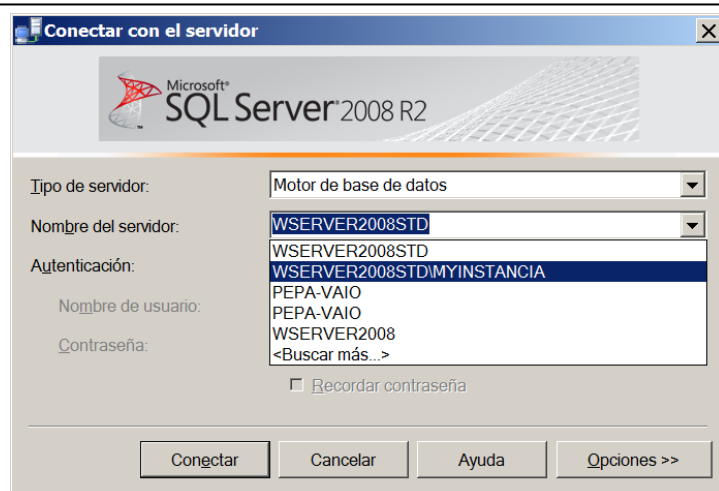 Conectar con el servidor
Microsoft®
SQL Server® 2008 R2
Tipo de servidor:
Motor de base de datos
Nombre del servidor:
WSERVER2008STD
WSERVER2008STD
Autenticación:
WSERVER2008STD\MYINSTANCIA
PEPA-VAIO
Nombre de usuario:
PEPA-VAIO
WSERVER2008
Contraseña:
<Buscar más...>
Recordar contraseña
Conectar
Cancelar
Ayuda
Opciones >>